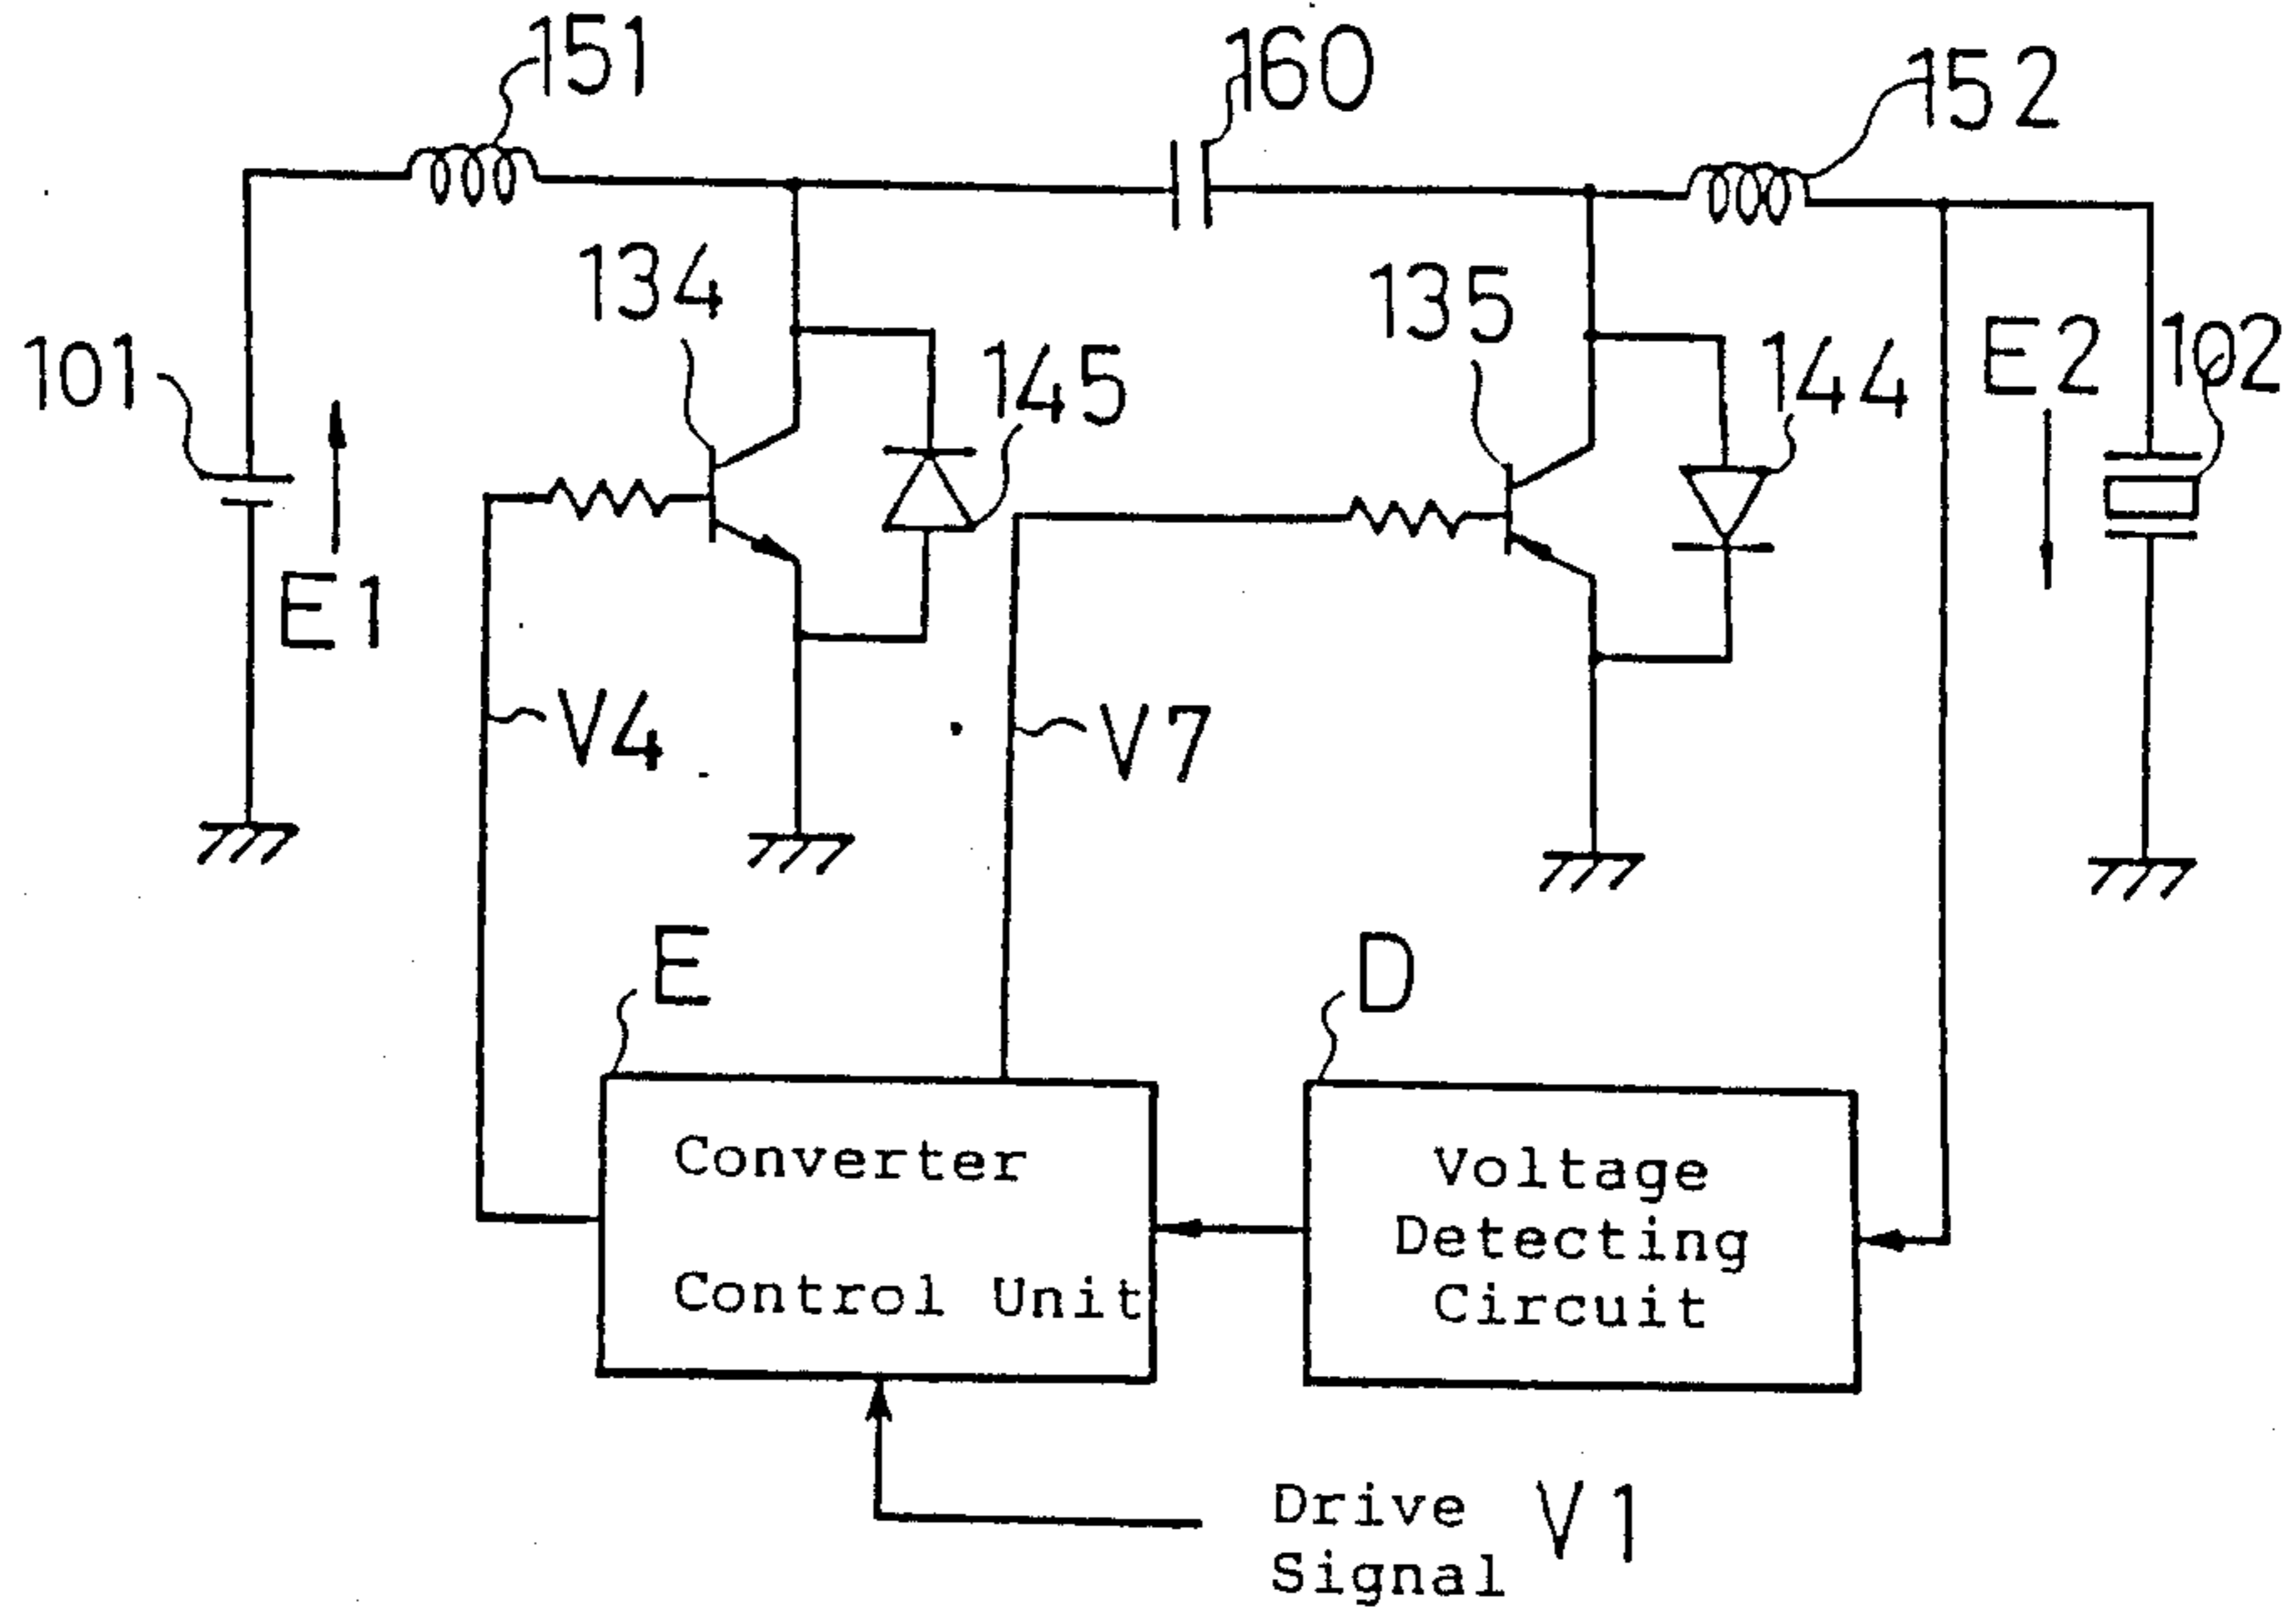 151
160
152
134
135
101
145
144
E2
102
E1
V4
V7
E
D
Converter
Control Unit
Voltage
Detecting
Circuit
Drive
Signal
V1